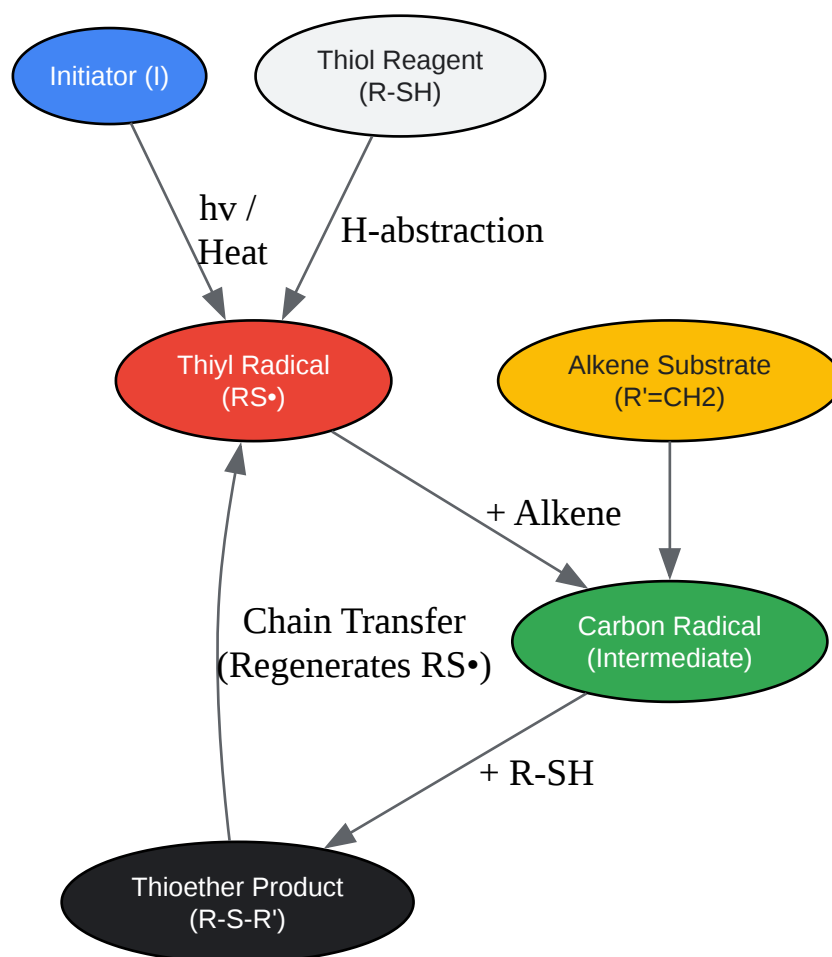 Initiator (I)
Thiol Reagent
(R-SH)
hv /
Heat
H-abstraction
Thiyl Radical
(RS•)
Alkene Substrate
(R'=CH2)
+ Alkene
Chain Transfer
(Regenerates RS•)
Carbon Radical
(Intermediate)
+ R-SH
Thioether Product
(R-S-R')